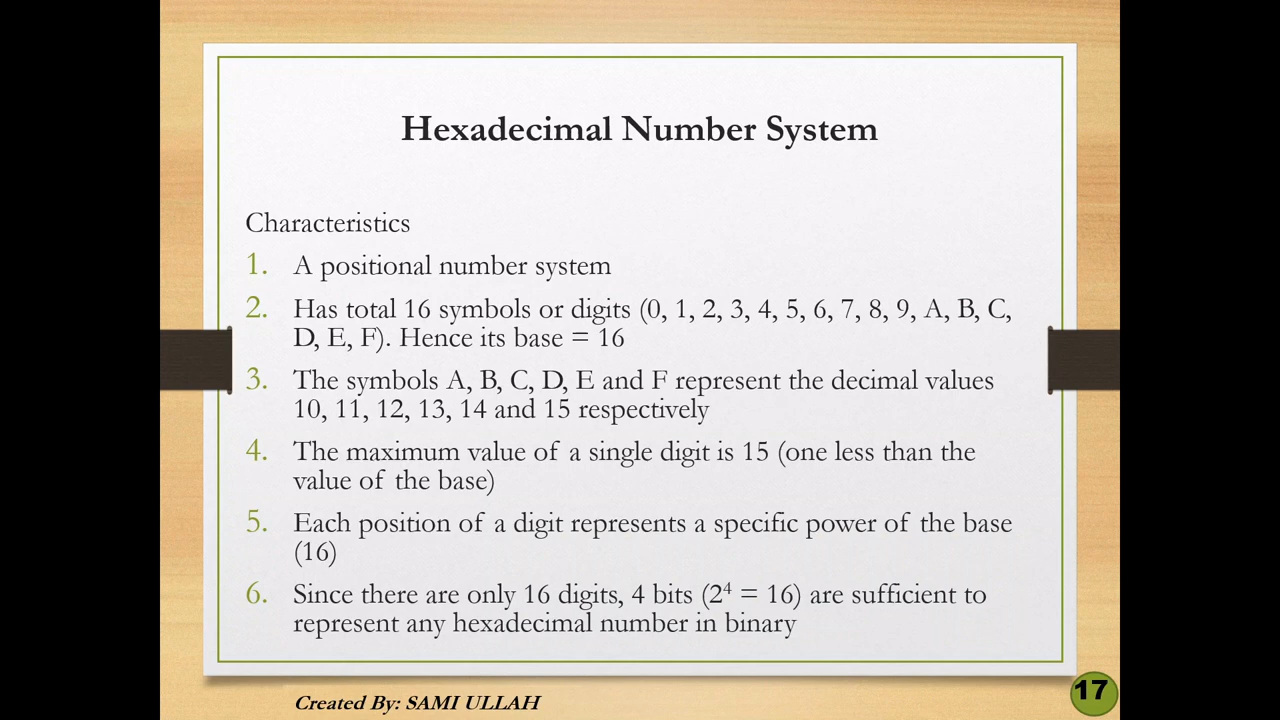 Hexadecimal Number System
Characteristics
1. A positional number system
2. Has total 16 symbols or digits (0, 1, 2, 3, 4, 5, 6, 7, 8, 9, A, B, C,
D, E, F). Hence its base = 16
3. The symbols A, B, C, D, E and F represent the decimal values
10, 11, 12, 13, 14 and 15 respectively
4. The maximum value of a single digit is 15 (one less than the
value of the base)
5. Each position of a digit represents a specific power of the base
(16)
6. Since there are only 16 digits, 4 bits (2⁴ = 16) are sufficient to
represent any hexadecimal number in binary
Created By: SAMI ULLAH
17